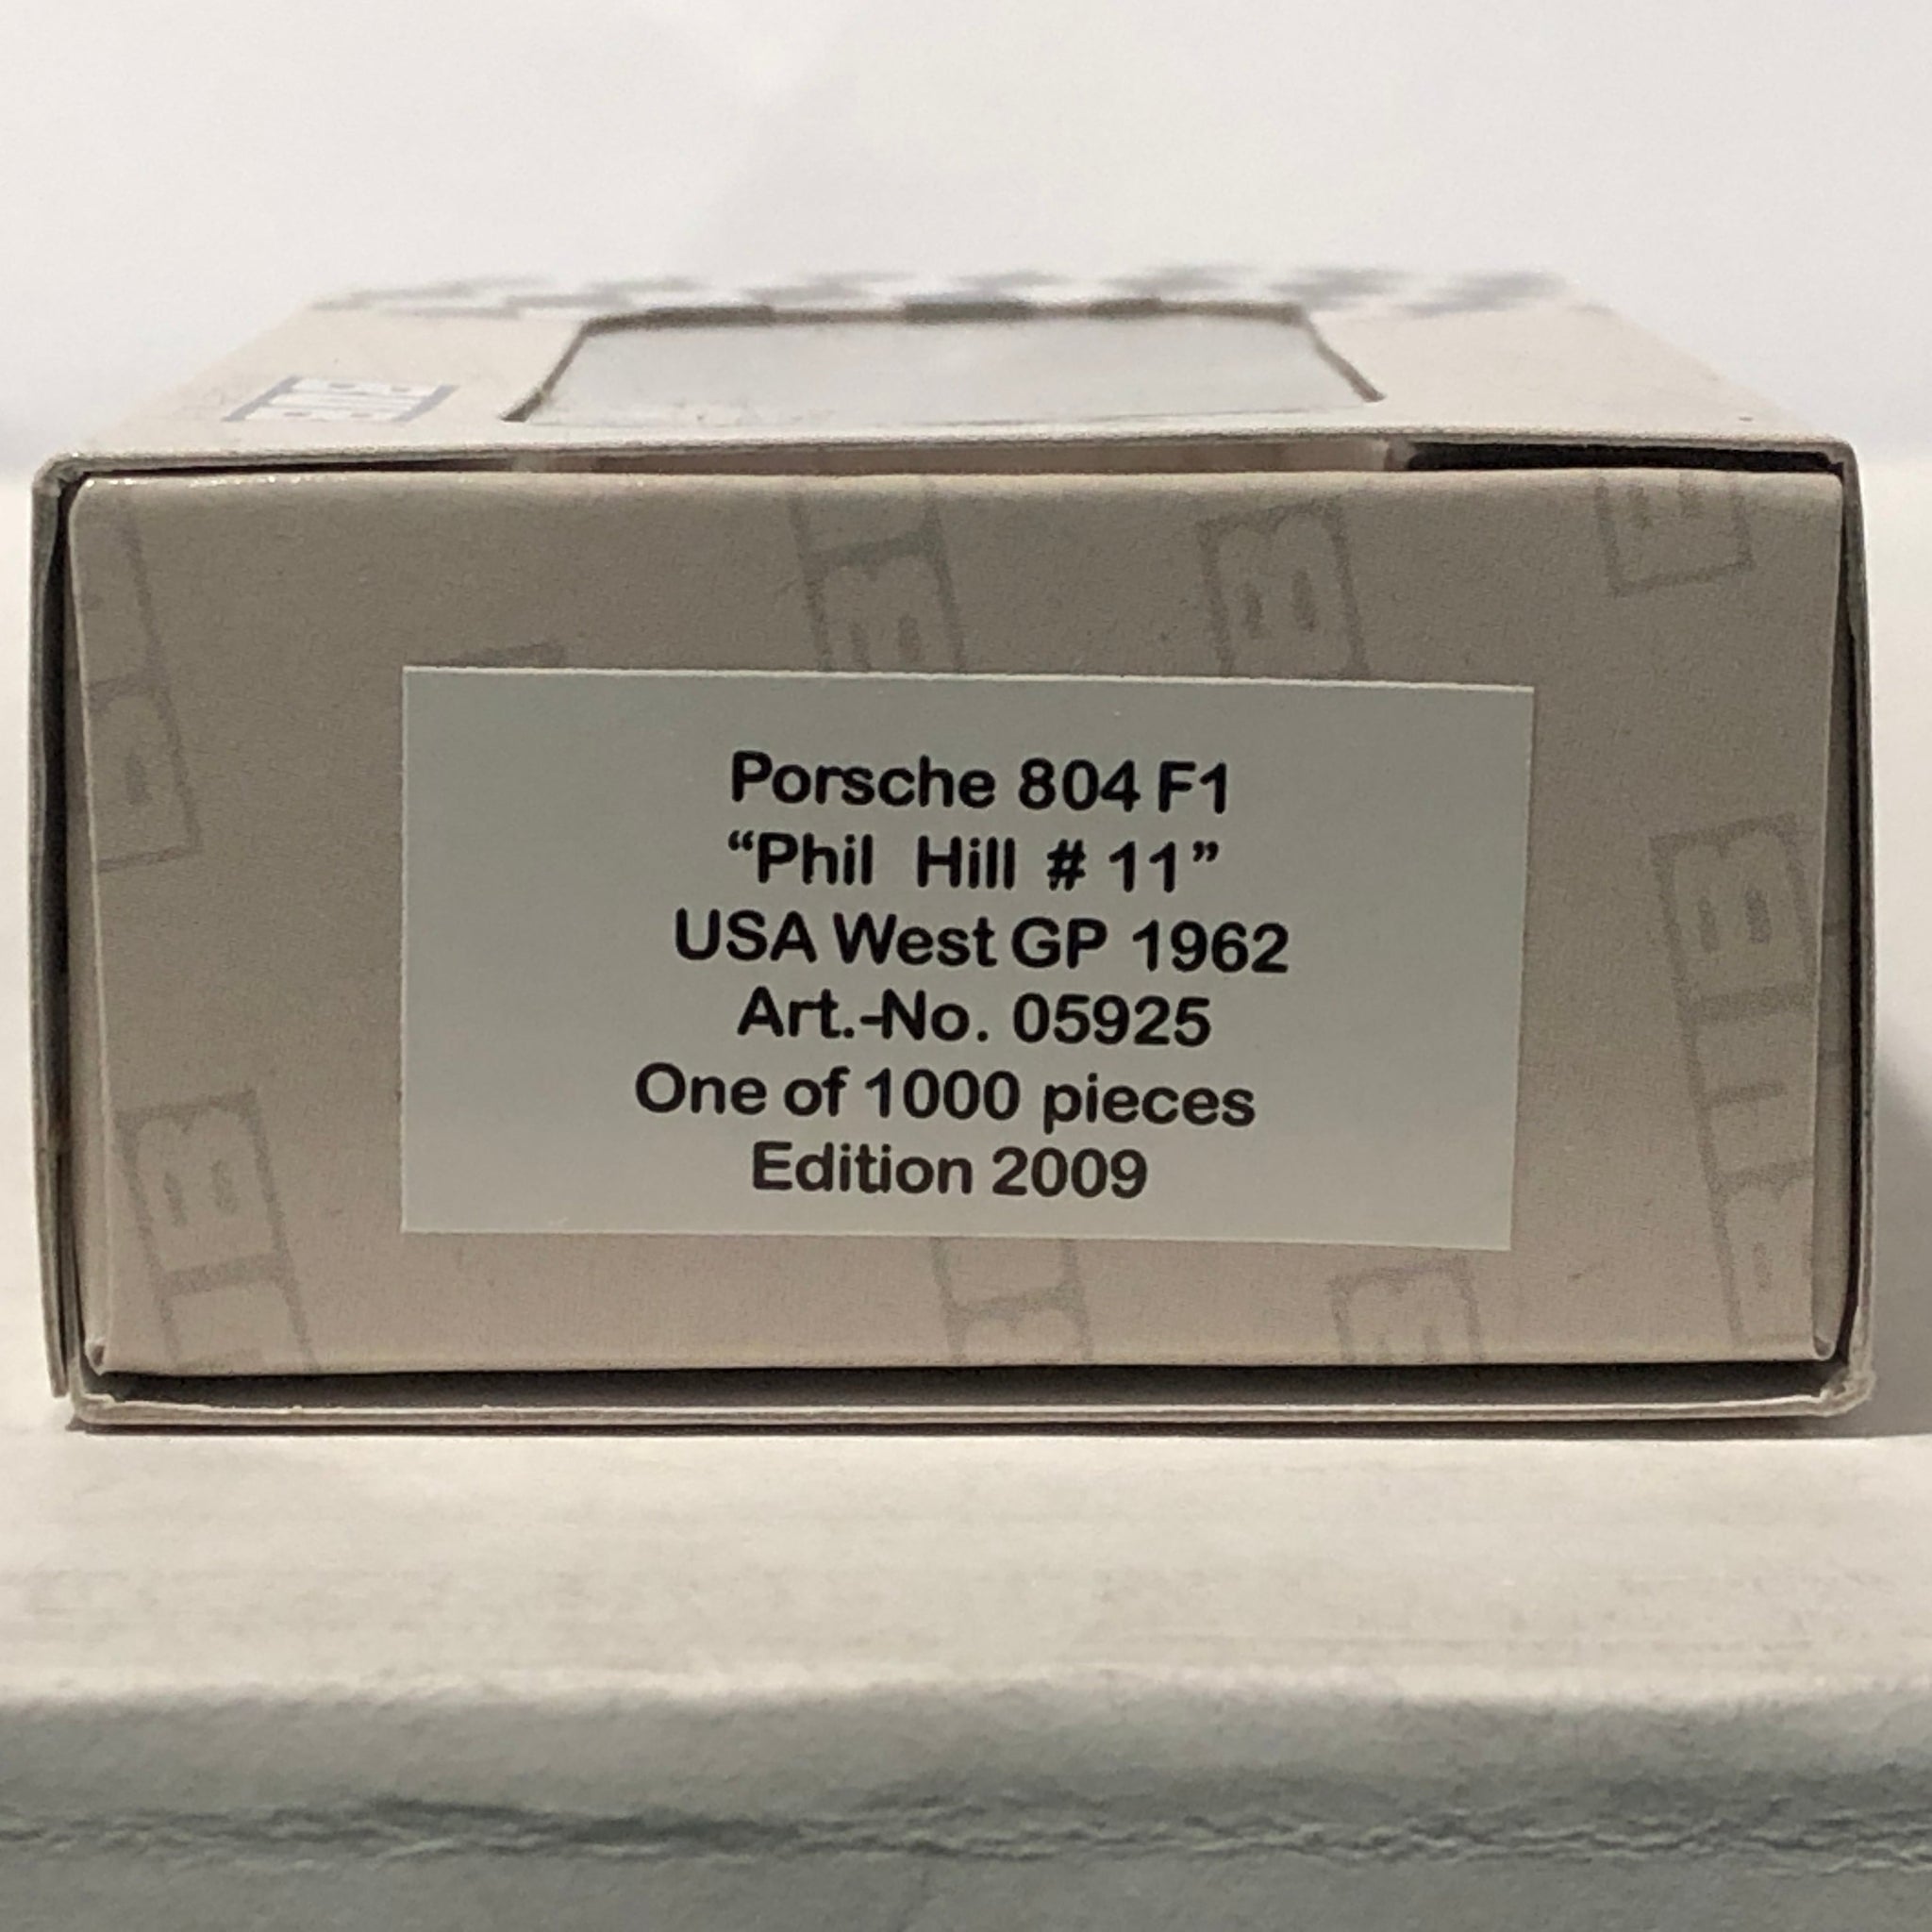 Porsche 804 F1
“Phil Hill # 11”
USA West GP 1962
Art.-No. 05925
One of 1000 pieces
Edition 2009